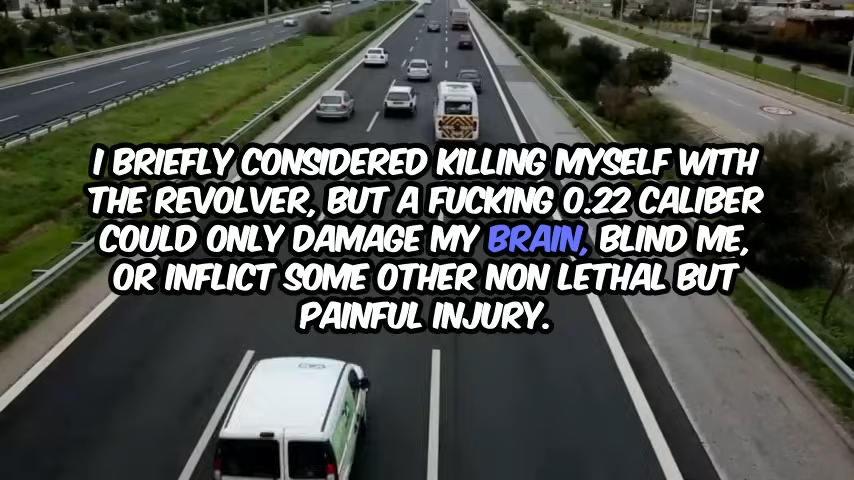 I BRIEFLY CONSIDERED KILLING MYSELF WITH
THE REVOLVER, BUT A FUCKING 0.22 CALIBER
COULD ONLY DAMAGE MY BRAIN, BLIND ME,
OR INFLICT SOME OTHER NON LETHAL BUT
PAINFUL INJURY.